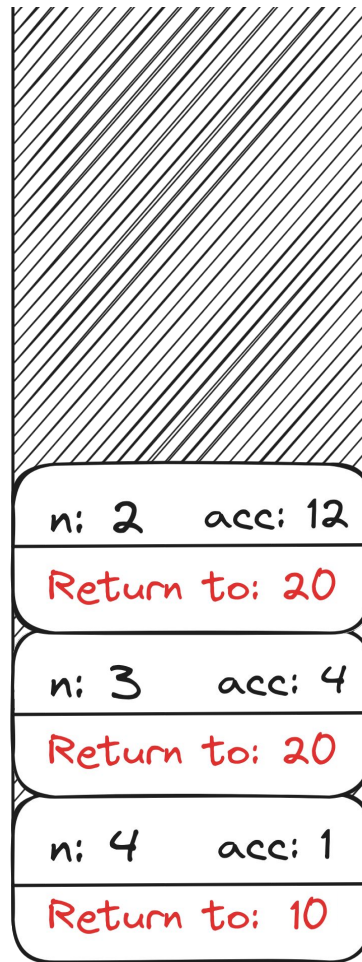 n: 2 acc: 12
Return to: 20
n: 3 acc: 4
Return to: 20
n: 4 acc: 1
Return to: 10